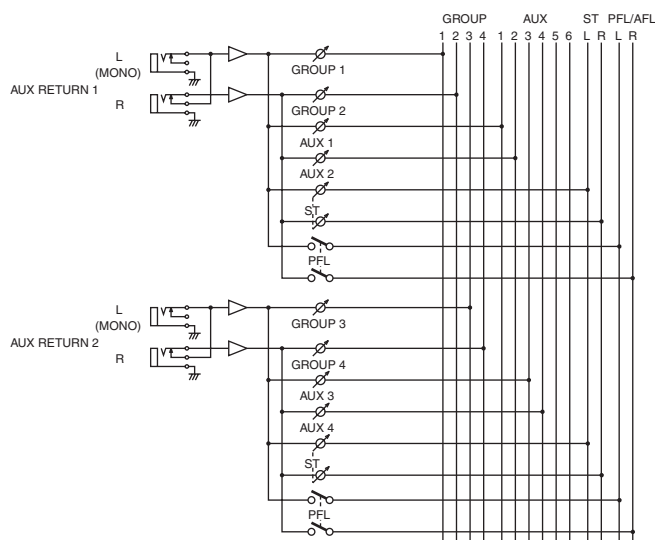 GROUP AUX ST PFL/AFL
1 2 3 4 1 2 3 4 5 6 L R L R
L
(MONO)
GROUP 1
AUX RETURN 1
R
GROUP 2
AUX 1
AUX 2
ST
PFL
L
(MONO)
GROUP 3
AUX RETURN 2
R
GROUP 4
AUX 3
AUX 4
ST
PFL